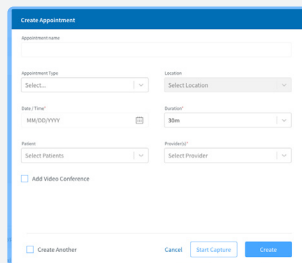 Create Appointment
Appointment name
Appointment Type
Location
Select...
Select Location
Date / Time*
Duration*
MM/DD/YYYY
30m
Patient
Provider(s)*
Select Patients
Select Provider
Add Video Conference
Create Another
Cancel
Start Capture
Create